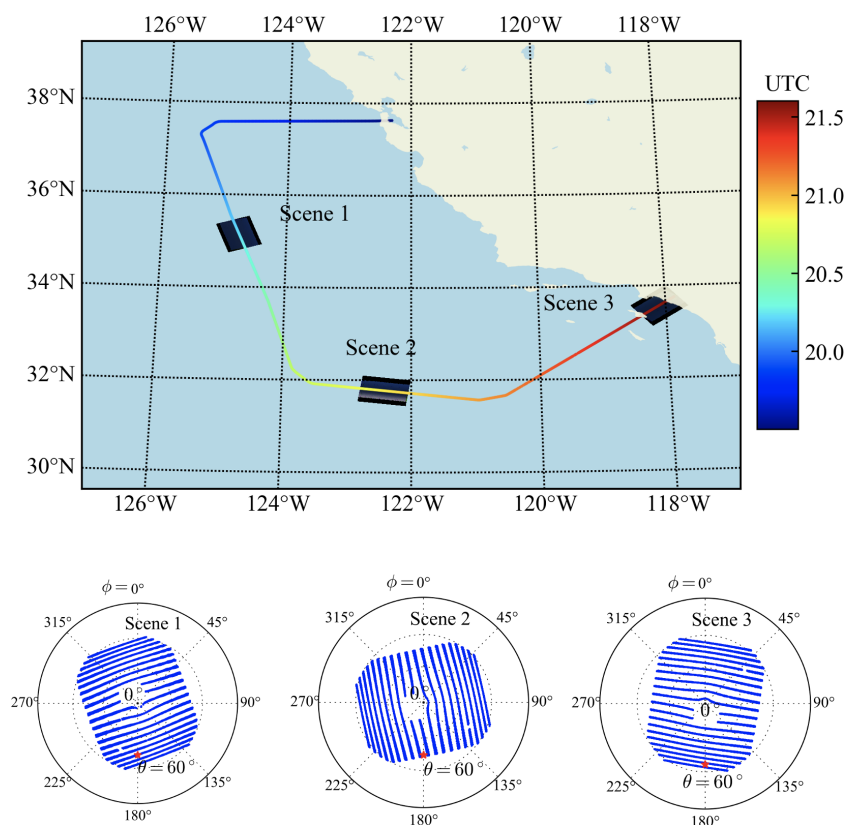 126°W 124°W 122°W 120°W 118°W
UTC
38°N
21.5
36°N
Scene 1
21.0
34°N
20.5
Scene 3
Scene 2
20.0
32°N
30°N
126°W 124°W 122°W 120°W 118°W
ϕ = 0° ϕ = 0° ϕ = 0°
315° Scene 1 45° 315° Scene 2 45° 315° Scene 3 45°
270° 0° 90° 270° 0° 90° 270° 0° 90°
θ = 60° θ = 60° θ = 60°
225° 135° 225° 135° 225° 135°
180° 180° 180°